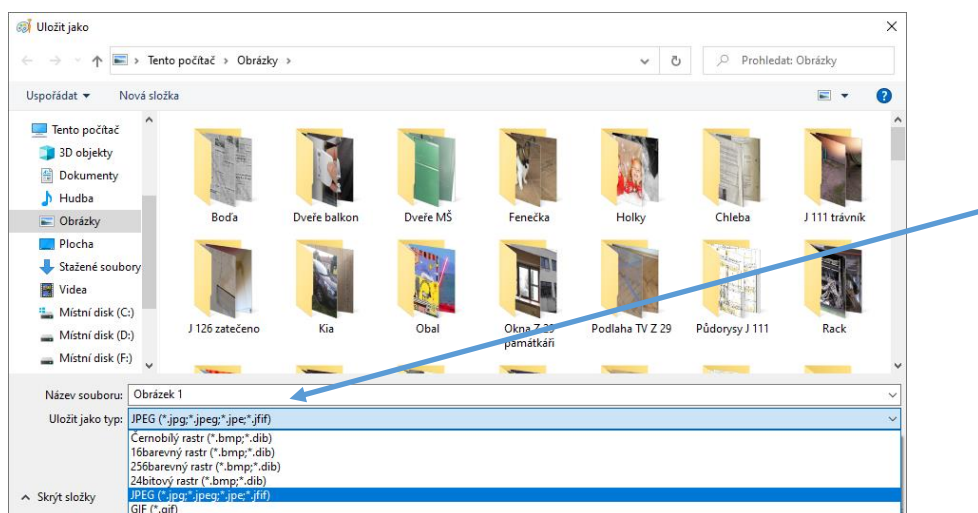 Uložit jako
Tento počítač › Obrázky ›
Prohledat: Obrázky
Uspořádat
Nová složka
Tento počítač
3D objekty
Dokumenty
Hudba
Obrázky
Plocha
Stažené soubory
Videa
Místní disk (C:)
Místní disk (D:)
Místní disk (F:)
Boďa
Dveře balkon
Dveře MŠ
Fenečka
Holky
Chleba
J 111 trávník
J 126 zatečeno
Kia
Obal
Okna Z 29
památkáři
Podlaha TV Z 29
Půdorysy J 111
Rack
Název souboru: Obrázek 1
Uložit jako typ: JPEG (*.jpg;*.jpeg;*.jpe;*.jfif)
Černobílý rastr (*.bmp;*.dib)
16barevný rastr (*.bmp;*.dib)
256barevný rastr (*.bmp;*.dib)
24bitový rastr (*.bmp;*.dib)
JPEG (*.jpg;*.jpeg;*.jpe;*.jfif)
GIF (*.gif)
Skrýt složky